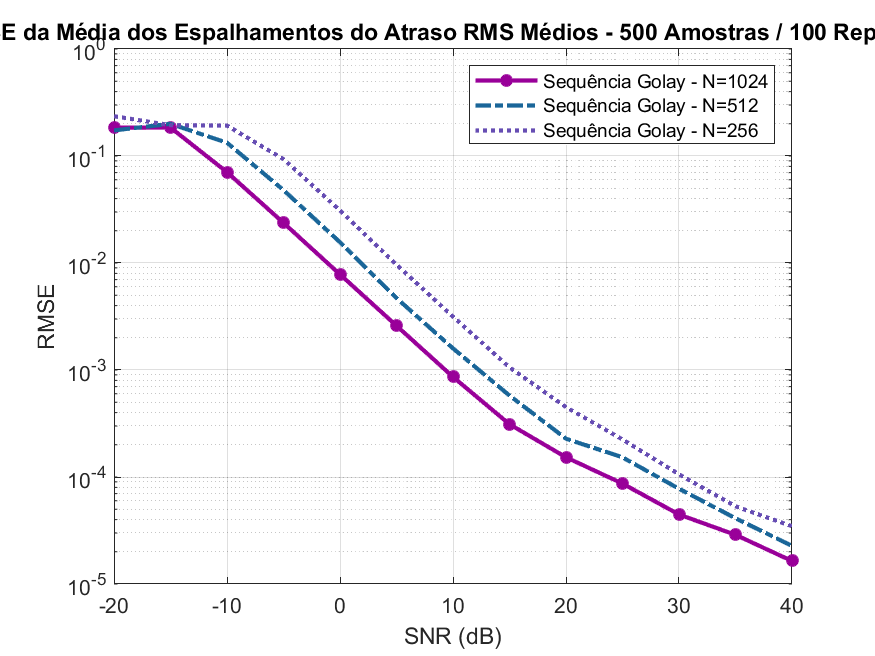 E da Média dos Espalhamentos do Atraso RMS Médios - 500 Amostras / 100 Rep
10^0
10^-1
10^-2
10^-3
10^-4
10^-5
RMSE
Sequência Golay - N=1024
Sequência Golay - N=512
Sequência Golay - N=256
-20 -10 0 10 20 30 40
SNR (dB)